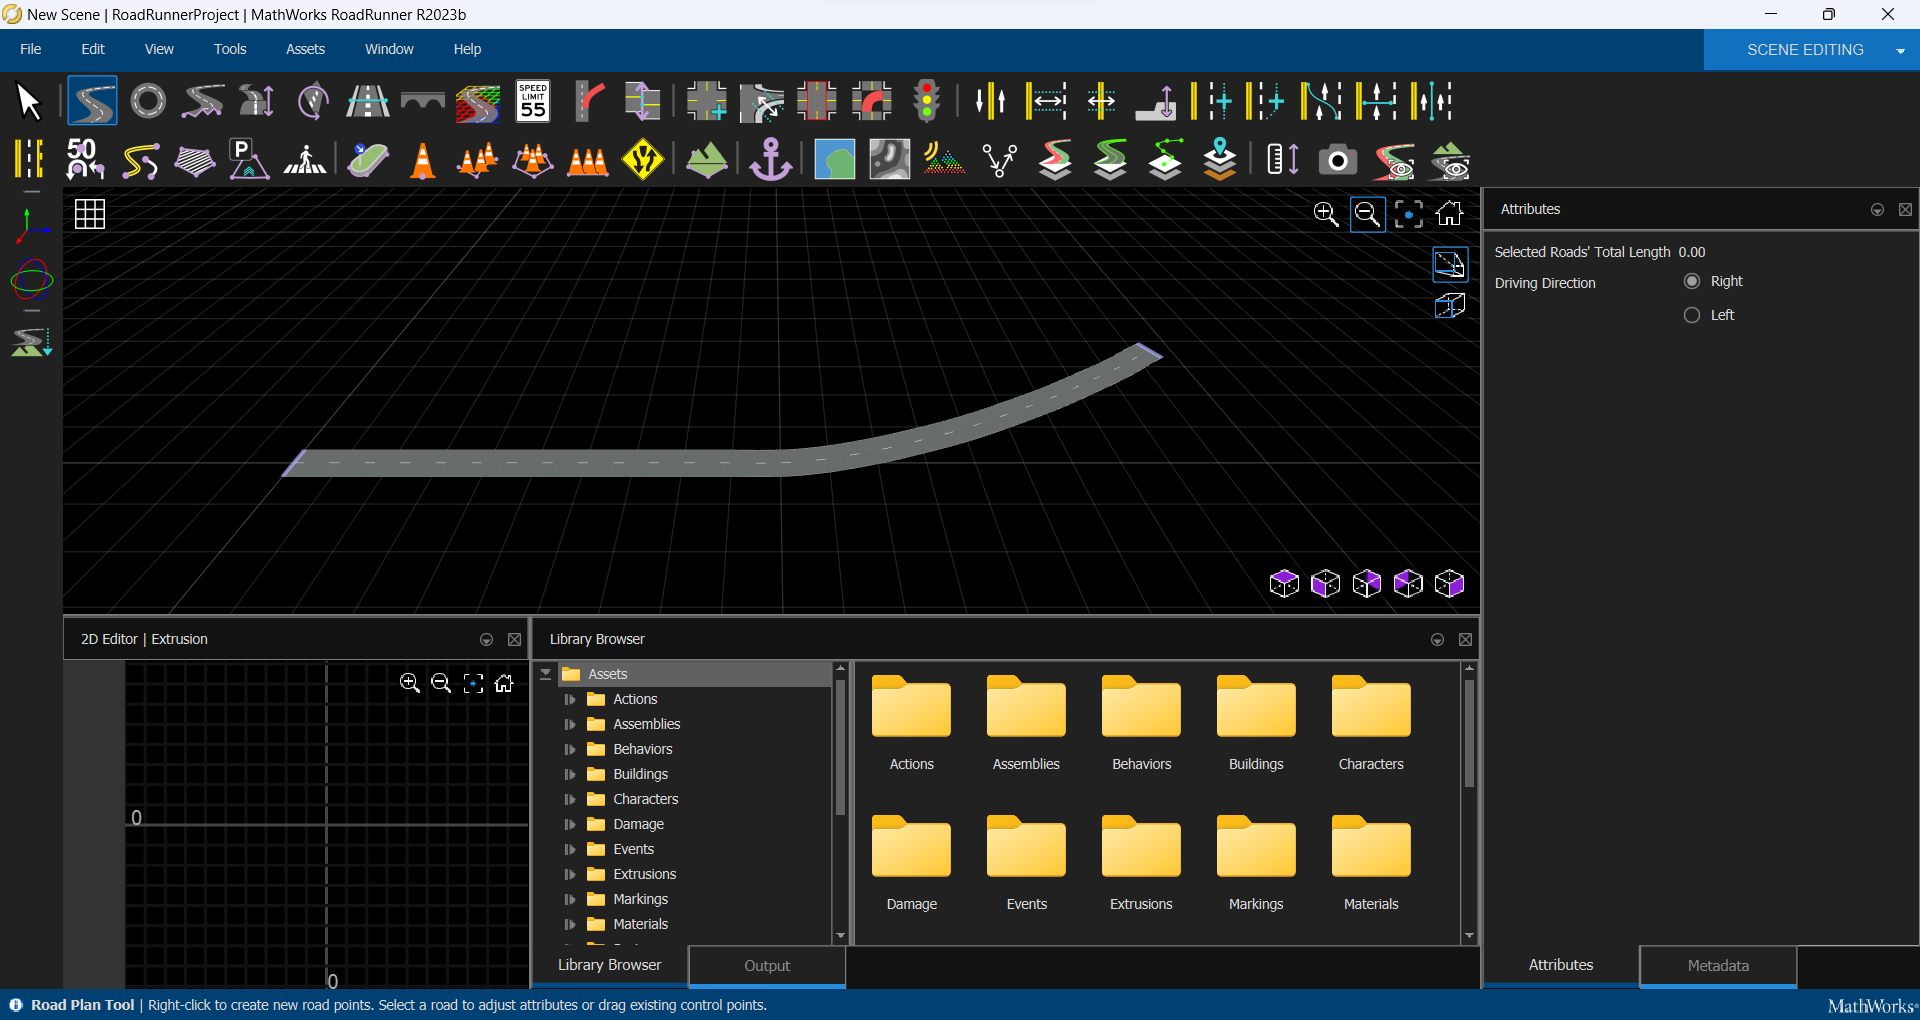 New Scene | RoadRunnerProject | MathWorks RoadRunner R2023b
File Edit View Tools Assets Window Help SCENE EDITING
SPEED LIMIT 55
50
P
Attributes
Selected Roads' Total Length 0.00
Driving Direction Right
Left
2D Editor | Extrusion
0
0
Library Browser
Assets
Actions
Assemblies
Behaviors
Buildings
Characters
Damage
Events
Extrusions
Markings
Materials
Actions Assemblies Behaviors Buildings Characters
Damage Events Extrusions Markings Materials
Library Browser Output
Attributes Metadata
Road Plan Tool | Right-click to create new road points. Select a road to adjust attributes or drag existing control points.
MathWorks®